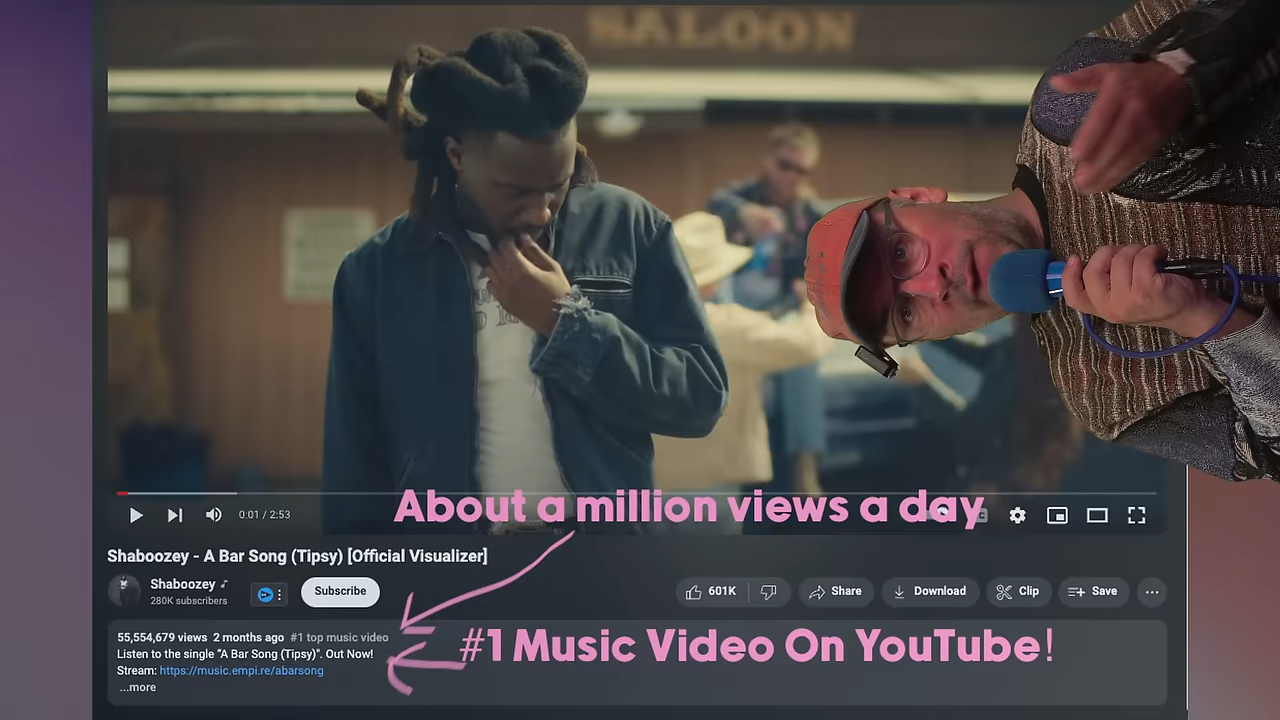 SALOON
About a million views a day
0:01 / 2:53
Shaboozey - A Bar Song (Tipsy) [Official Visualizer]
Shaboozey
280K subscribers
Subscribe
601K
Share
Download
Clip
Save
55,554,679 views 2 months ago #1 top music video
Listen to the single "A Bar Song (Tipsy)". Out Now!
Stream: https://music.empi.re/abarsong
...more
#1 Music Video On YouTube!